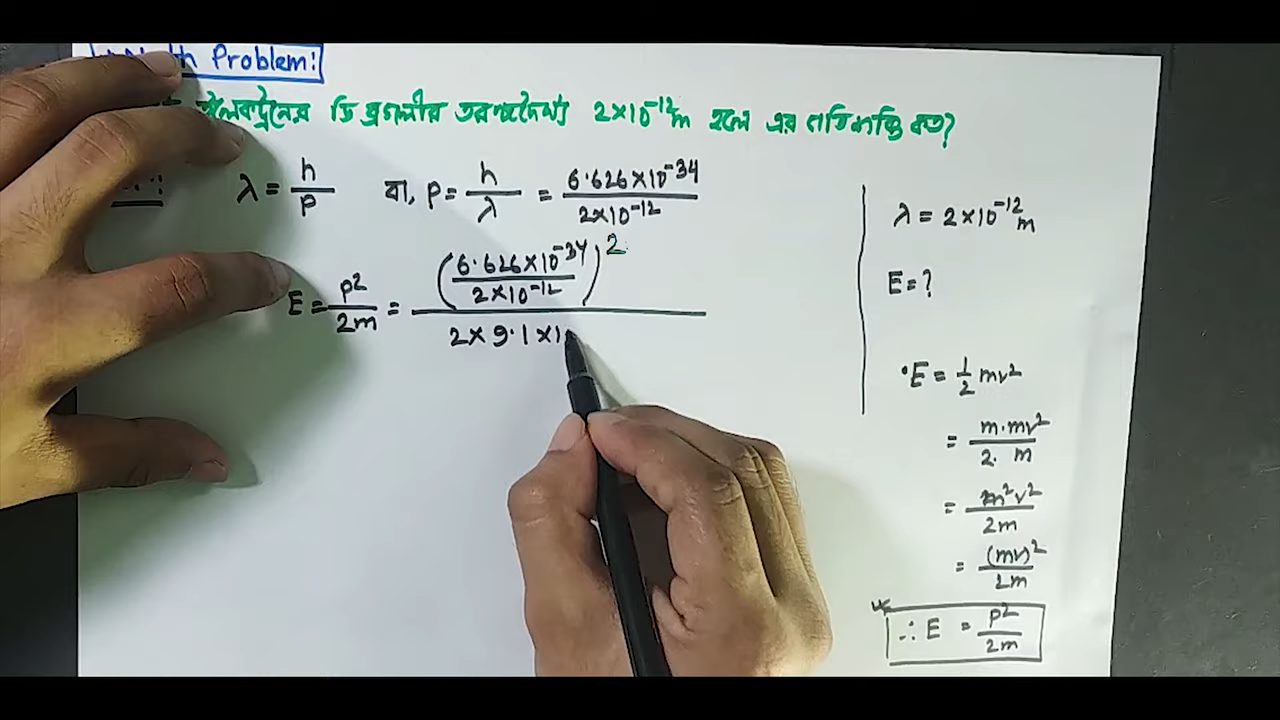 Problem:
ইলেকট্রনের ডি ব্রগলীর তরঙ্গদৈর্ঘ্য 2×10⁻¹²m হলে এর গতিশক্তি কত?
λ = h/p বা, p = h/λ = 6.626×10⁻³⁴/2×10⁻¹²
E = p²/2m = (6.626×10⁻³⁴/2×10⁻¹²)²/2×9.1×1
λ = 2×10⁻¹²m
E = ?
E = 1/2 mv²
= m.mv²/2. m
= m²v²/2m
= (mv)²/2m
∴ E = p²/2m